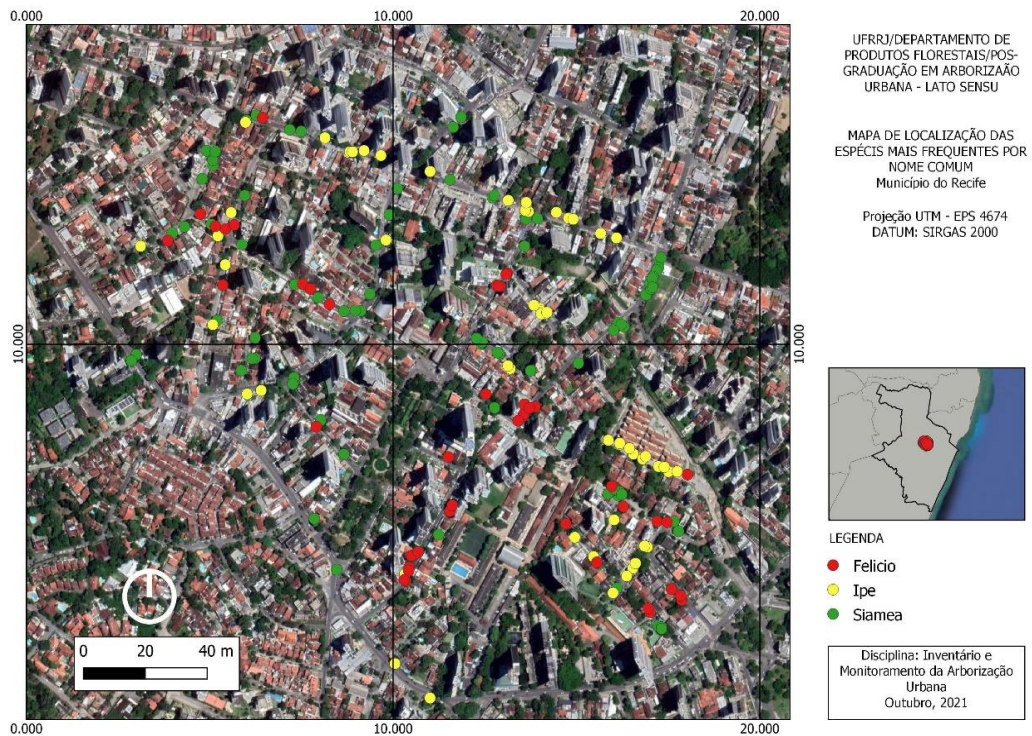 0.000
10.000
20.000
UFRRJ/DEPARTAMENTO DE
PRODUTOS FLORESTAIS/POS-
GRADUAÇÃO EM ARBORIZAÃO
URBANA - LATO SENSU
MAPA DE LOCALIZAÇÃO DAS
ESPÉCIS MAIS FREQUENTES POR
NOME COMUM
Município do Recife
Projeção UTM - EPS 4674
DATUM: SIRGAS 2000
10.000
10.000
LEGENDA
Felicio
Ipe
Siamea
0 20 40 m
Disciplina: Inventário e
Monitoramento da Arborização
Urbana
Outubro, 2021
0.000
10.000
20.000